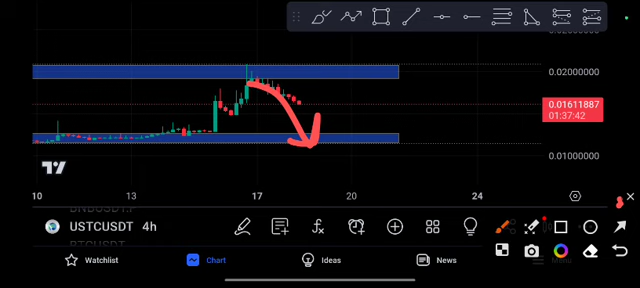 0.02000000
0.01611887
01:37:42
0.01000000
10 13 17 20 24
USTCUSDT 4h
BTCUSDT
Watchlist
Chart
Ideas
News